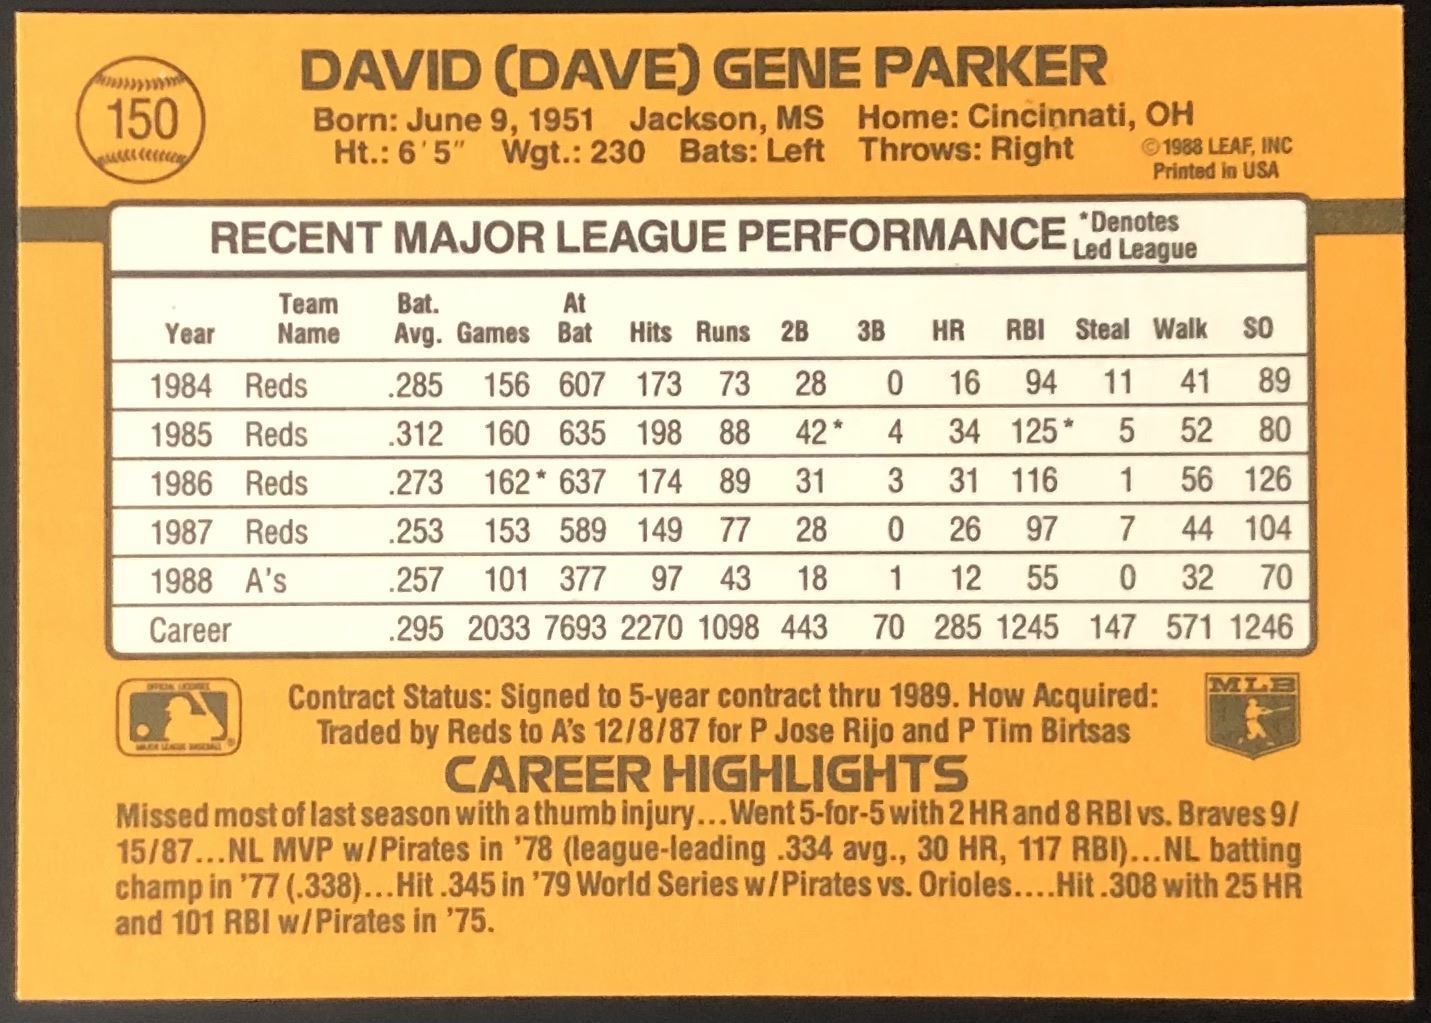 150
DAVID (DAVE) GENE PARKER
Born: June 9, 1951 Jackson, MS Home: Cincinnati, OH
Ht.: 6'5" Wgt.: 230 Bats: Left Throws: Right
©1988 LEAF, INC
Printed in USA
RECENT MAJOR LEAGUE PERFORMANCE *Denotes Led League
Year Team Name Bat. Avg. Games At Bat Hits Runs 2B 3B HR RBI Steal Walk SO
1984 Reds .285 156 607 173 73 28 0 16 94 11 41 89
1985 Reds .312 160 635 198 88 42* 4 34 125* 5 52 80
1986 Reds .273 162* 637 174 89 31 3 31 116 1 56 126
1987 Reds .253 153 589 149 77 28 0 26 97 7 44 104
1988 A's .257 101 377 97 43 18 1 12 55 0 32 70
Career .295 2033 7693 2270 1098 443 70 285 1245 147 571 1246
OFFICIAL LICENSEE
MAJOR LEAGUE BASEBALL ®
Contract Status: Signed to 5-year contract thru 1989. How Acquired:
Traded by Reds to A's 12/8/87 for P Jose Rijo and P Tim Birtsas
MLB
CAREER HIGHLIGHTS
Missed most of last season with a thumb injury...Went 5-for-5 with 2 HR and 8 RBI vs. Braves 9/
15/87...NL MVP w/Pirates in '78 (league-leading .334 avg., 30 HR, 117 RBI)...NL batting
champ in '77 (.338)...Hit .345 in '79 World Series w/Pirates vs. Orioles....Hit .308 with 25 HR
and 101 RBI w/Pirates in '75.